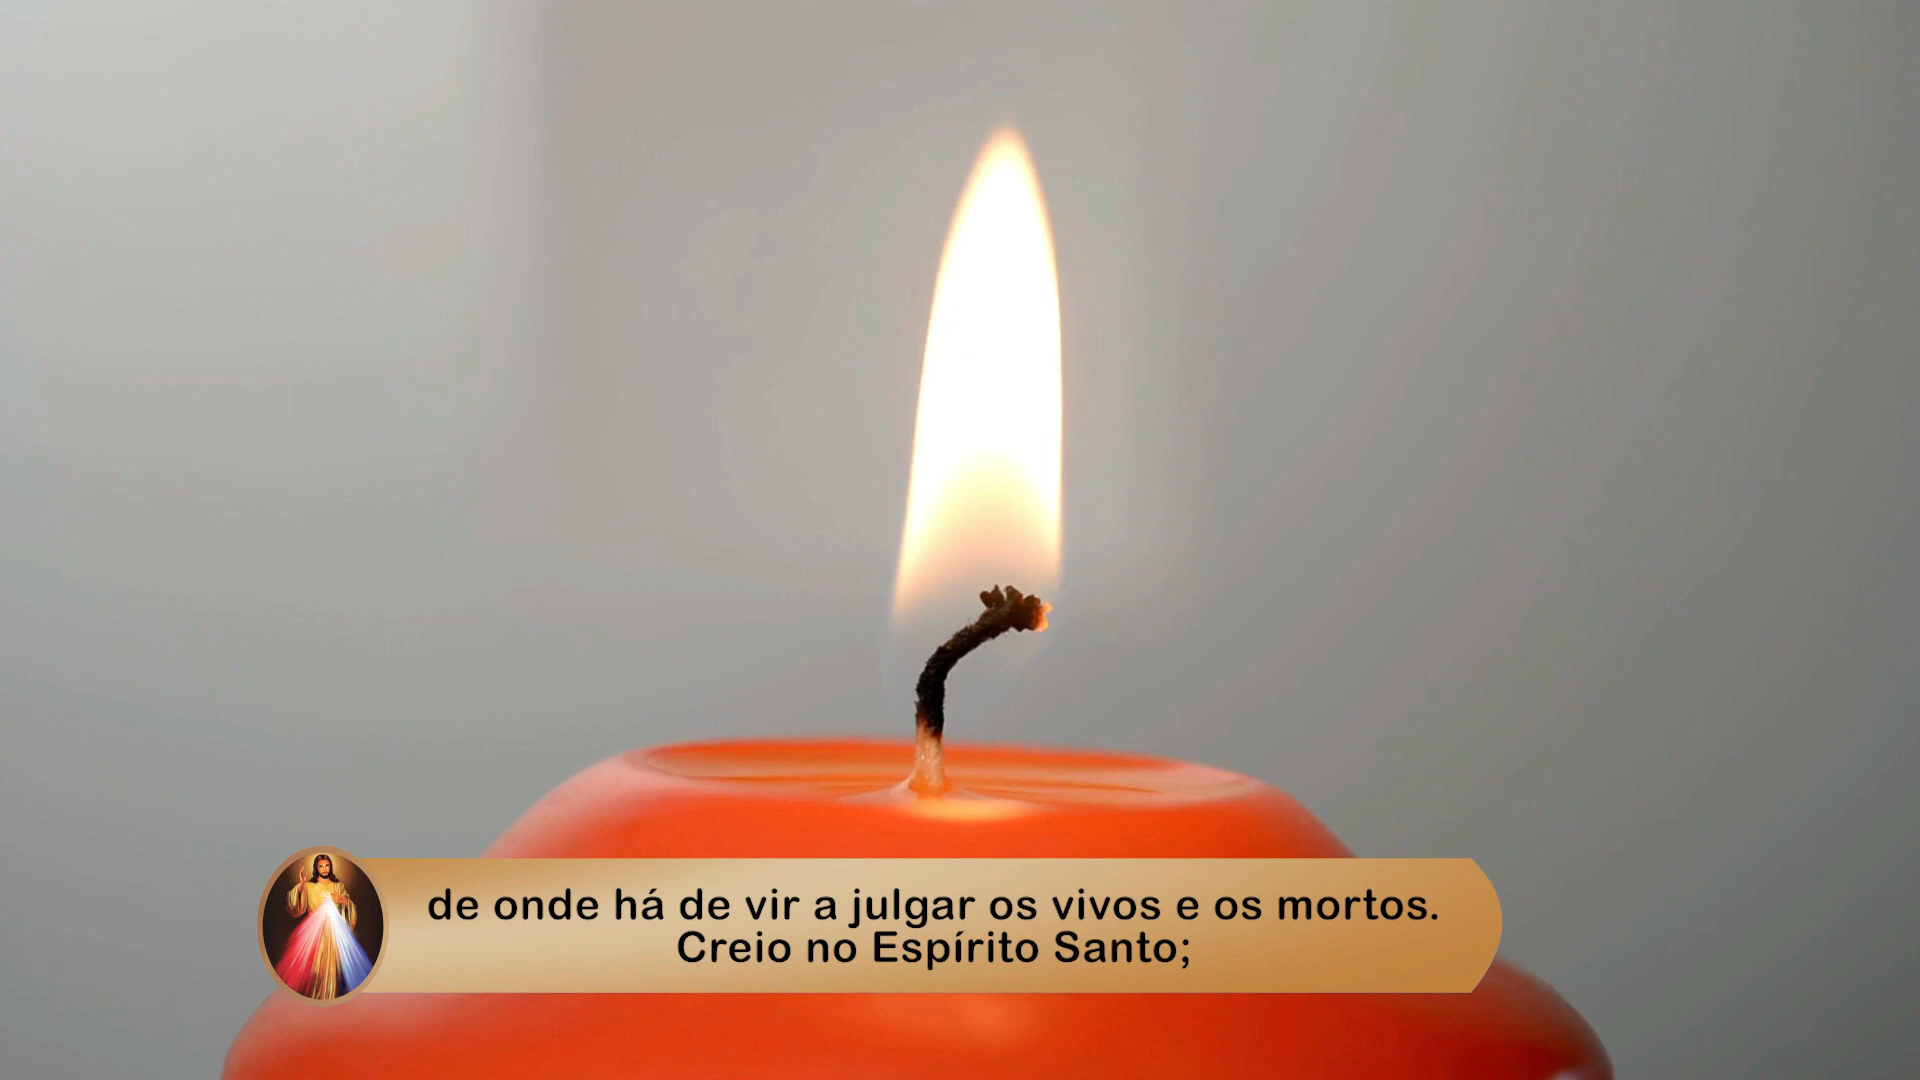 de onde há de vir a julgar os vivos e os mortos.
Creio no Espírito Santo;